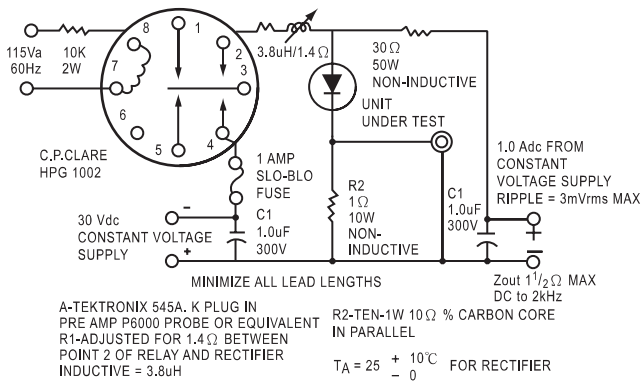 115Va
60Hz
10K
2W
8
1
2
7
3
6
5
4
3.8uH/1.4Ω
30Ω
50W
NON-INDUCTIVE
UNIT
UNDER TEST
C.P.CLARE
HPG 1002
1 AMP
SLO-BLO
FUSE
1.0 Adc FROM
CONSTANT
VOLTAGE SUPPLY
RIPPLE = 3mVrms MAX
30 Vdc
CONSTANT VOLTAGE
SUPPLY
-
+
C1
1.0uF
300V
R2
1Ω
10W
NON-
INDUCTIVE
C1
1.0uF
300V
+
–
MINIMIZE ALL LEAD LENGTHS
Zout 1 1/2 Ω MAX
DC to 2kHz
A-TEKTRONIX 545A. K PLUG IN
PRE AMP P6000 PROBE OR EQUIVALENT
R1-ADJUSTED FOR 1.4Ω BETWEEN
POINT 2 OF RELAY AND RECTIFIER
INDUCTIVE = 3.8uH
R2-TEN-1W 10Ω % CARBON CORE
IN PARALLEL
TA = 25 + 10℃ - 0 FOR RECTIFIER